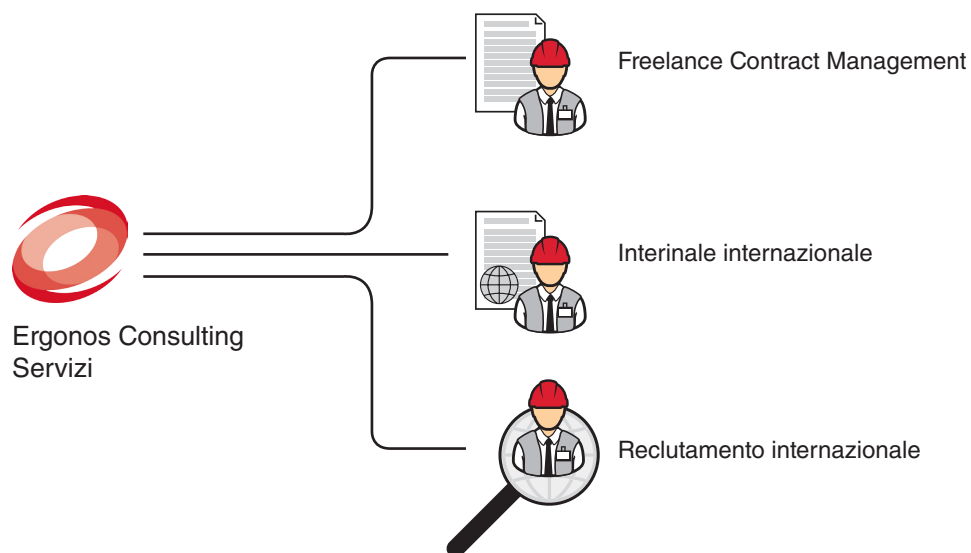 Freelance Contract Management
Interinale internazionale
Ergonos Consulting
Servizi
Reclutamento internazionale